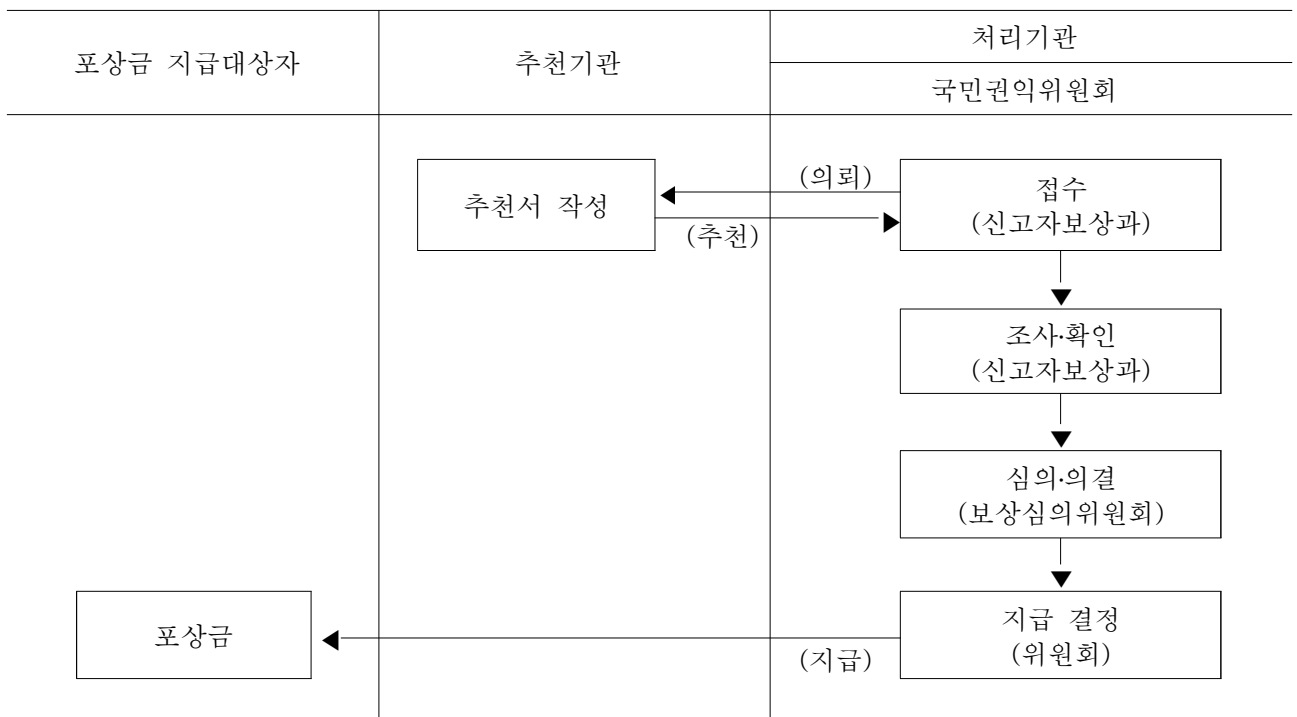 포상금 지급대상자
추천기관
처리기관
국민권익위원회
추천서 작성
(의뢰)
(추천)
접수
(신고자보상과)
조사·확인
(신고자보상과)
심의·의결
(보상심의위원회)
포상금
(지급)
지급 결정
(위원회)